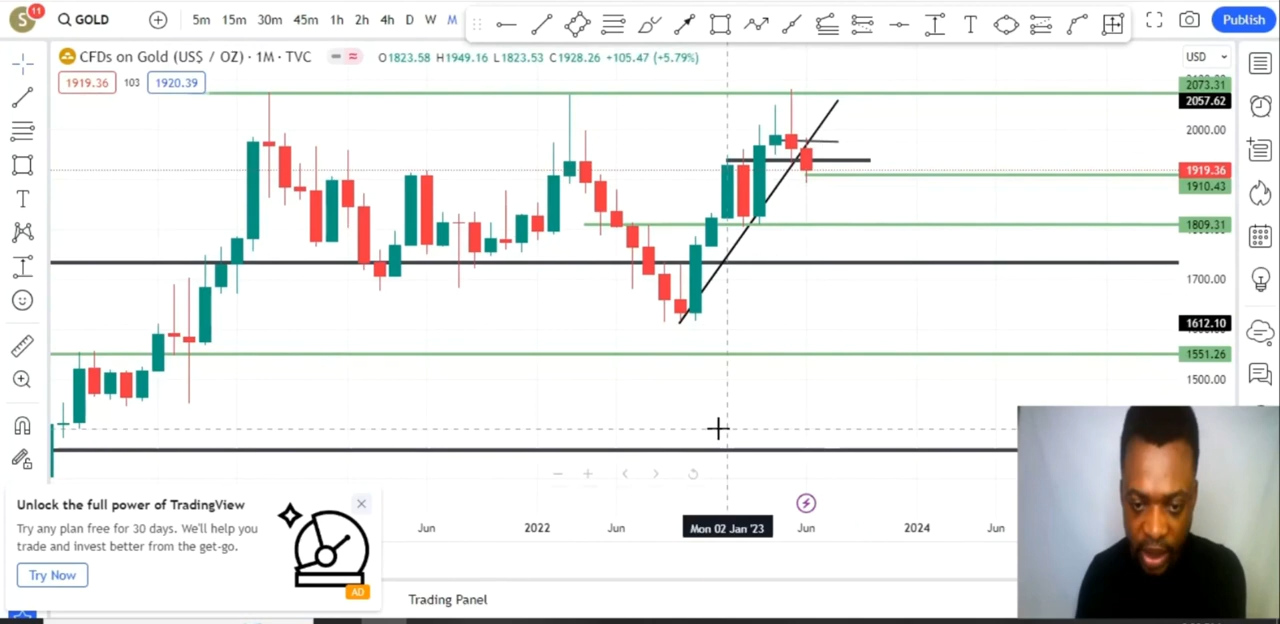 S
11
GOLD
5m 15m 30m 45m 1h 2h 4h D W M
T
Publish
CFDs on Gold (US$ / OZ) · 1M · TVC
O1823.58 H1949.16 L1823.53 C1928.26 +105.47 (+5.79%)
USD
1919.36 103 1920.39
2073.31
2057.62
2000.00
1919.36
1910.43
1809.31
1700.00
1612.10
1551.26
1500.00
T
Unlock the full power of TradingView
Try any plan free for 30 days. We'll help you
trade and invest better from the get-go.
Try Now
AD
Jun 2022 Jun Mon 02 Jan '23 Jun 2024 Jun
Trading Panel